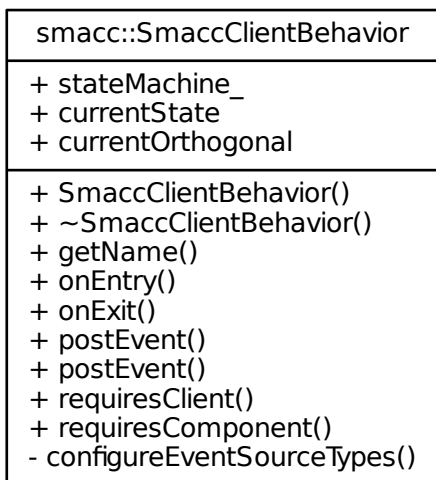 smacc::SmaccClientBehavior
+ stateMachine_
+ currentState
+ currentOrthogonal
+ SmaccClientBehavior()
+ ~SmaccClientBehavior()
+ getName()
+ onEntry()
+ onExit()
+ postEvent()
+ postEvent()
+ requiresClient()
+ requiresComponent()
- configureEventSourceTypes()